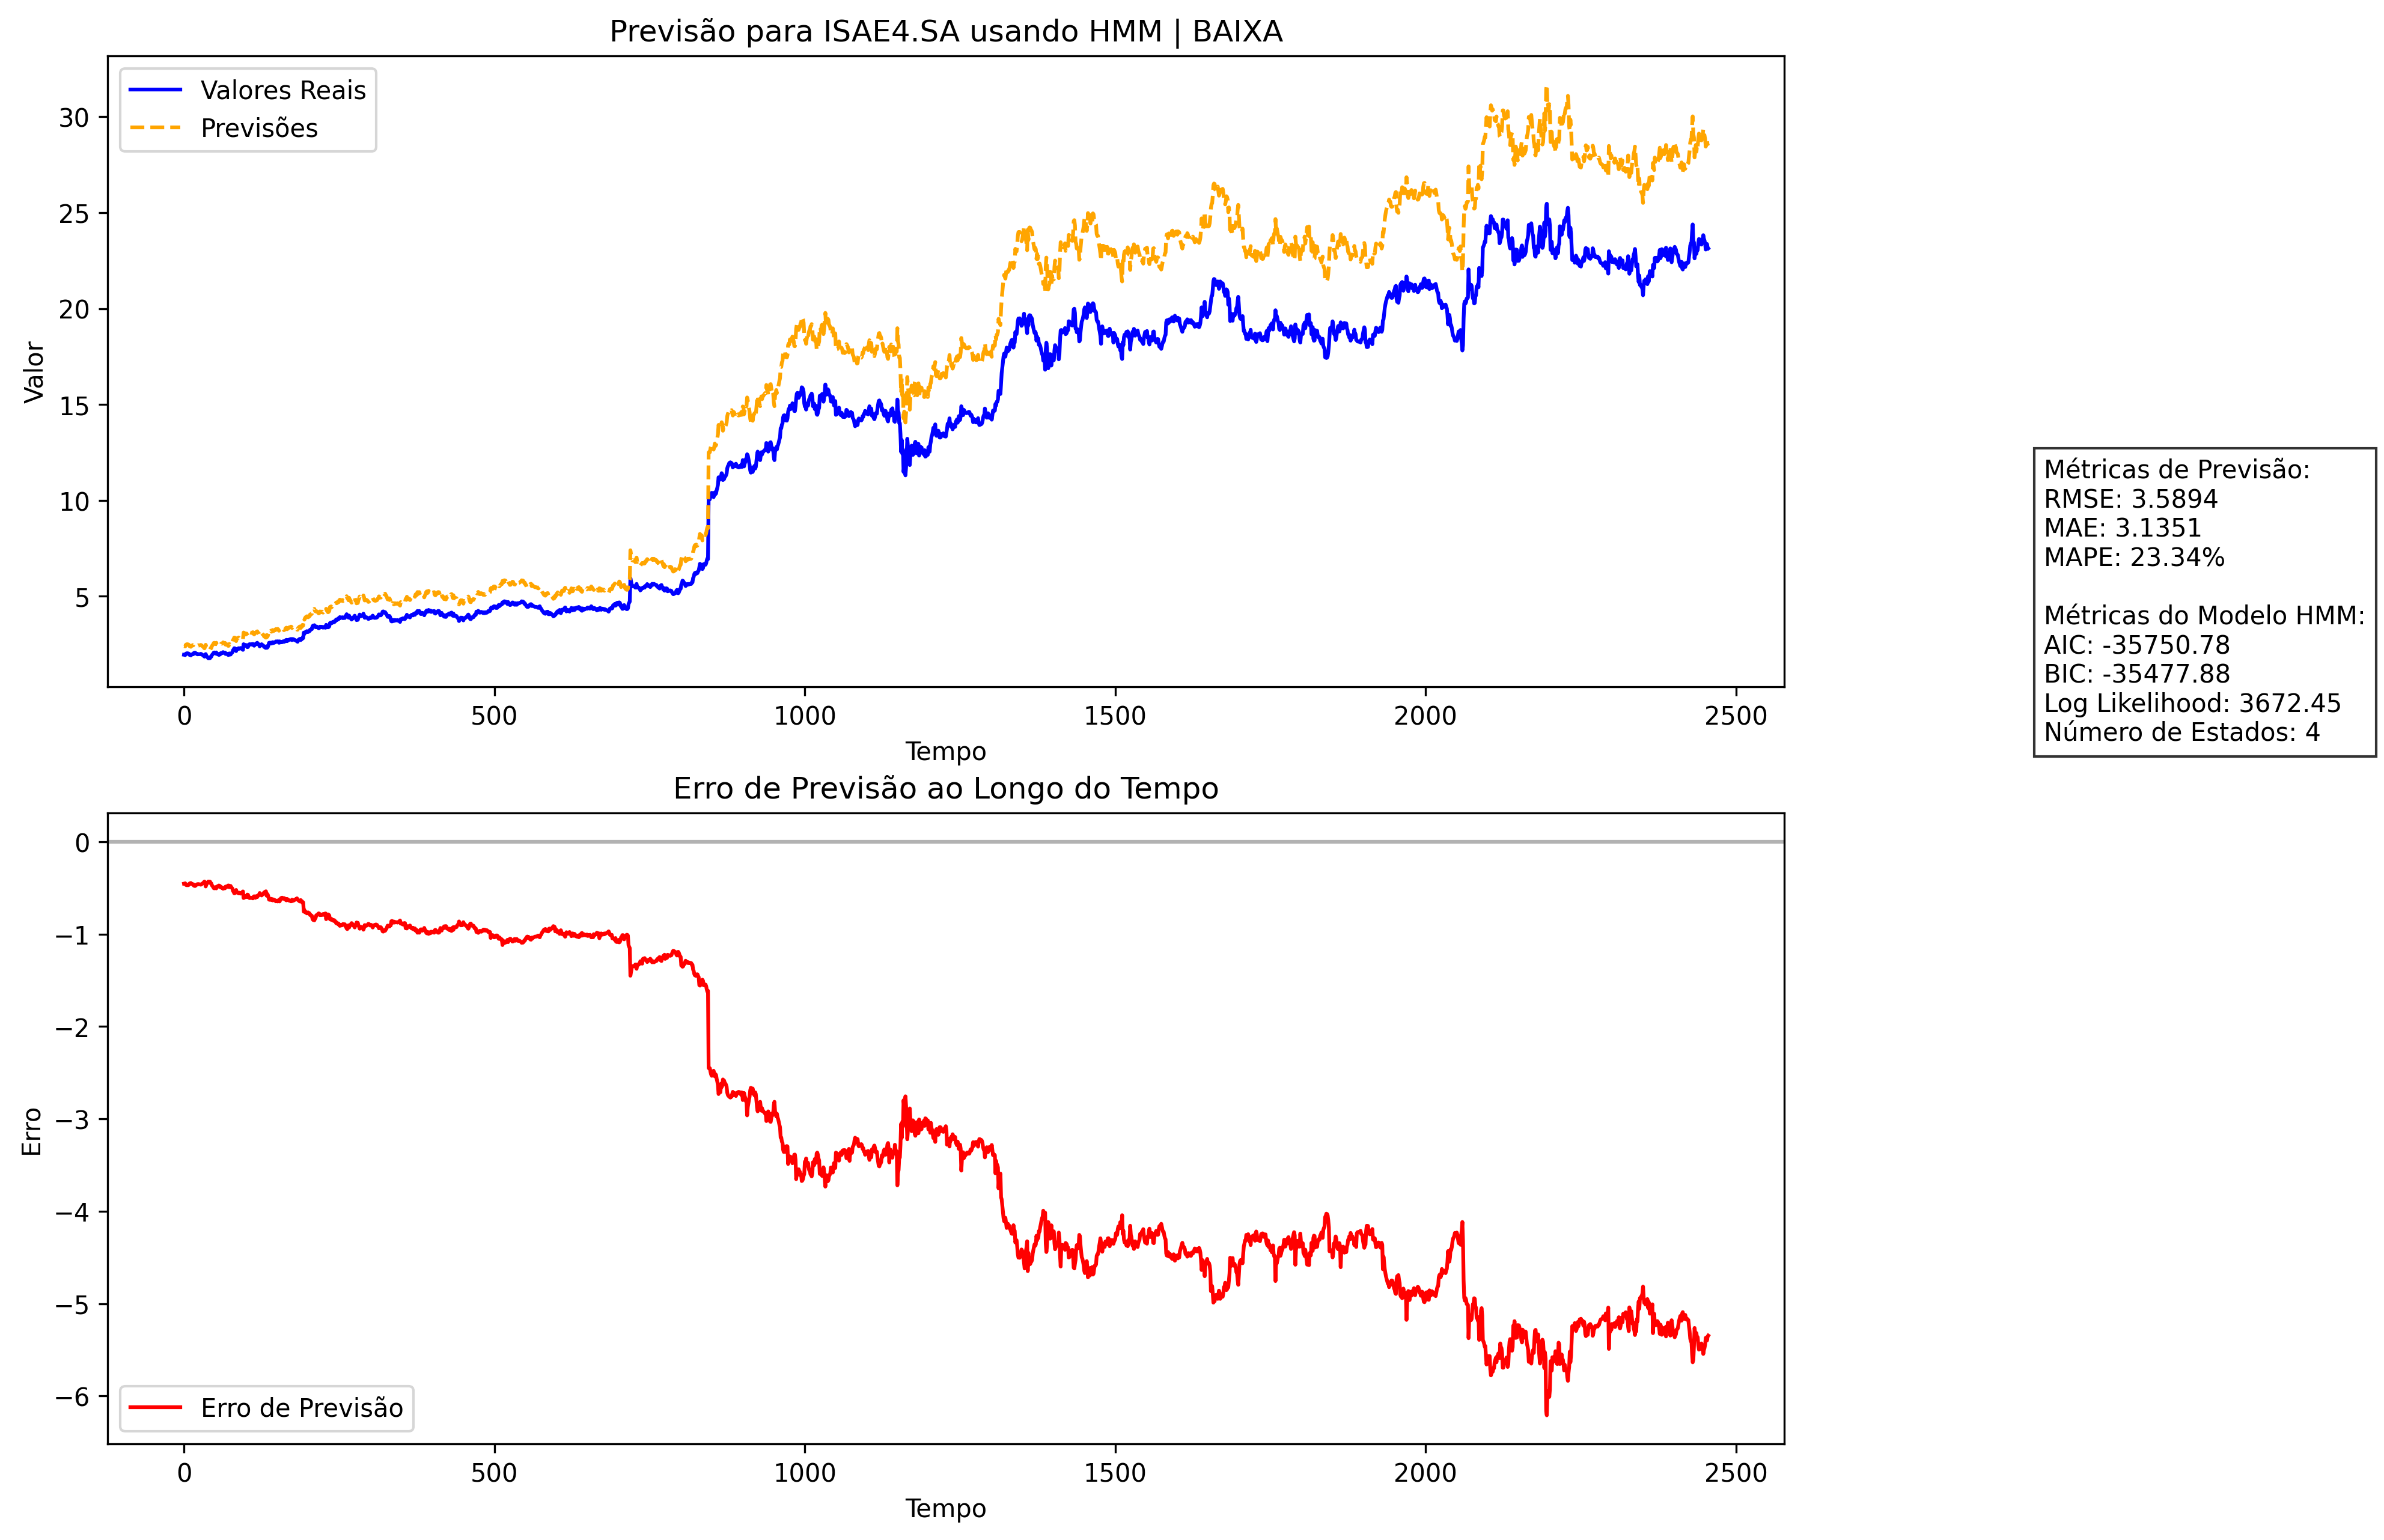 Previsão para ISAE4.SA usando HMM | BAIXA
Valores Reais
Previsões
Valor
30
25
20
15
10
5
0
500
1000
1500
2000
2500
Tempo
Métricas de Previsão:
RMSE: 3.5894
MAE: 3.1351
MAPE: 23.34%
Métricas do Modelo HMM:
AIC: -35750.78
BIC: -35477.88
Log Likelihood: 3672.45
Número de Estados: 4
Erro de Previsão ao Longo do Tempo
Erro
0
−1
−2
−3
−4
−5
−6
Erro de Previsão
0
500
1000
1500
2000
2500
Tempo